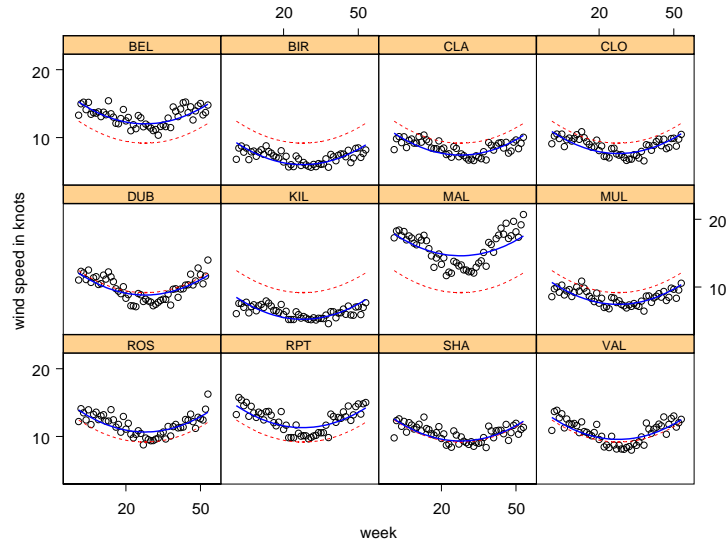 20 50 20 50
BEL BIR CLA CLO
20
10
DUB KIL MAL MUL
20
10
ROS RPT SHA VAL
20
10
20 50 20 50
week
wind speed in knots